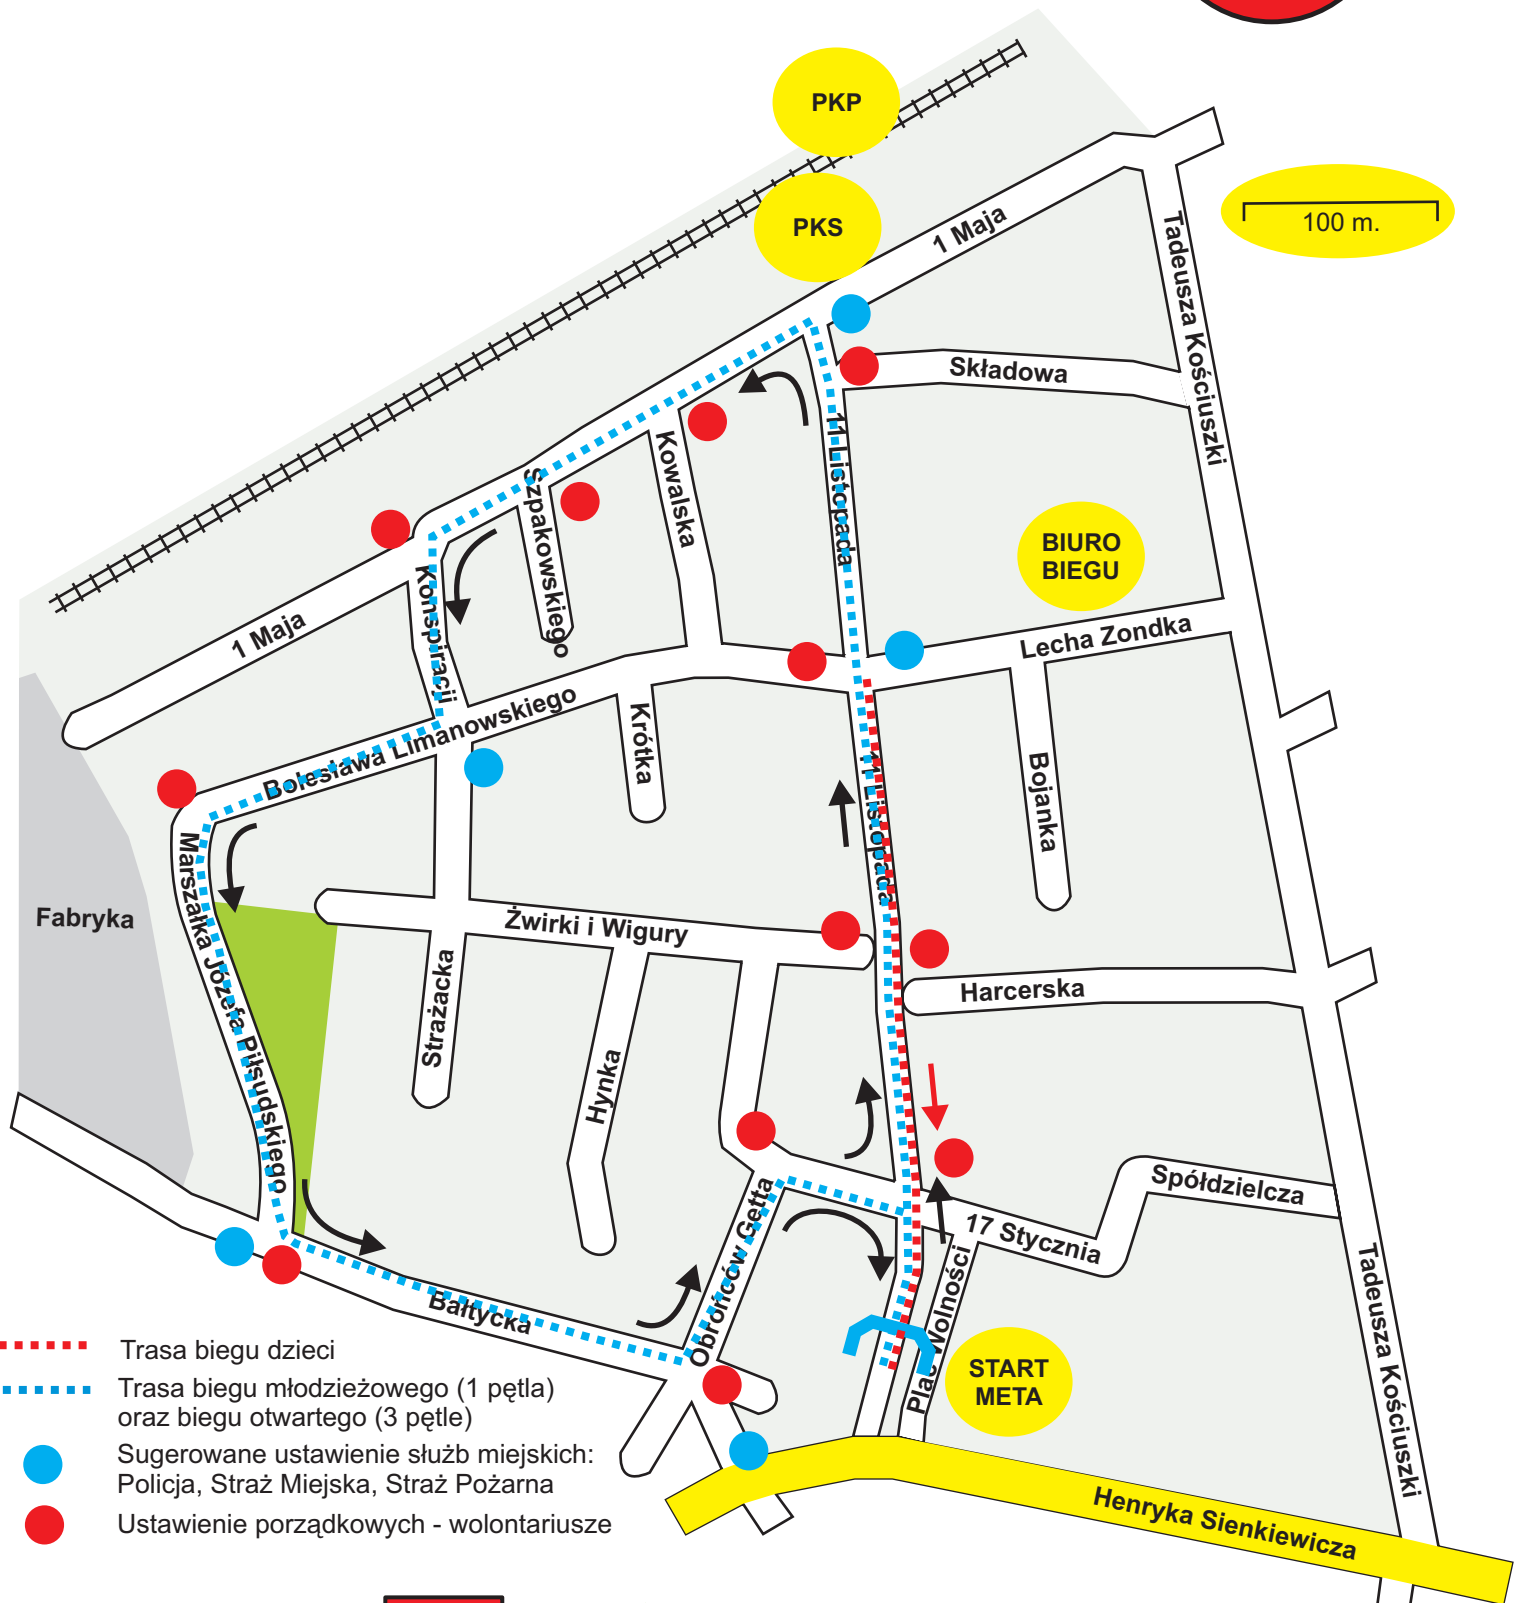 PKP
PKS
1 Maja
100 m.
Tadeusza Kościuszki
Składowa
11 Listopada
Kowalska
Szpakowskiego
BIURO
BIEGU
Konspiracji
1 Maja
Lecha Zondka
Bolesława Limanowskiego
Krótka
Bojanka
11 Listopada
Marszałka Józefa Piłsudskiego
Fabryka
Żwirki i Wigury
Strażacka
Harcerska
Hynka
Spółdzielcza
17 Stycznia
Obrońców Getta
Plac Wolności
Bałtycka
Tadeusza Kościuszki
START
META
Trasa biegu dzieci
Trasa biegu młodzieżowego (1 pętla)
oraz biegu otwartego (3 pętle)
Sugerowane ustawienie służb miejskich:
Policja, Straż Miejska, Straż Pożarna
Ustawienie porządkowych - wolontariusze
Henryka Sienkiewicza